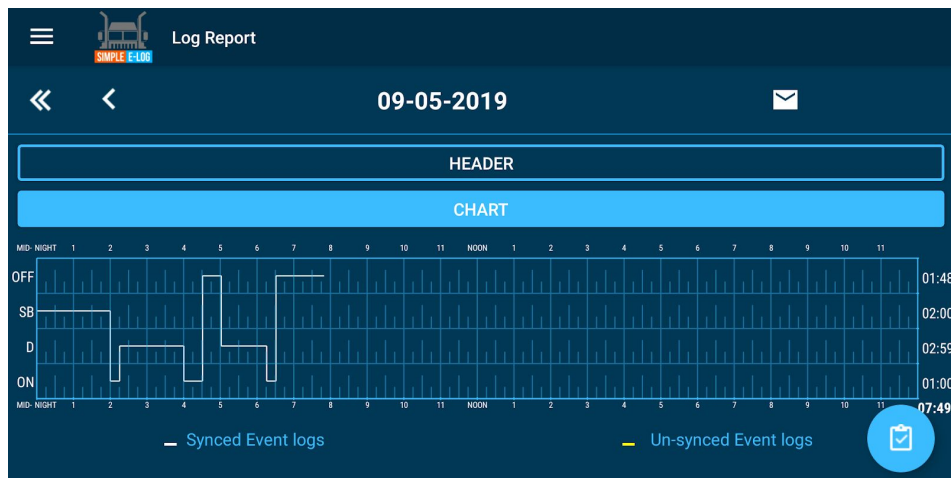 SIMPLE E-LOG
Log Report
09-05-2019
HEADER
CHART
MID- NIGHT 1 2 3 4 5 6 7 8 9 10 11 NOON 1 2 3 4 5 6 7 8 9 10 11
OFF 01:48
SB 02:00
D 02:59
ON 01:00
MID- NIGHT 1 2 3 4 5 6 7 8 9 10 11 NOON 1 2 3 4 5 6 7 8 9 10 11 07:49
Synced Event logs Un-synced Event logs